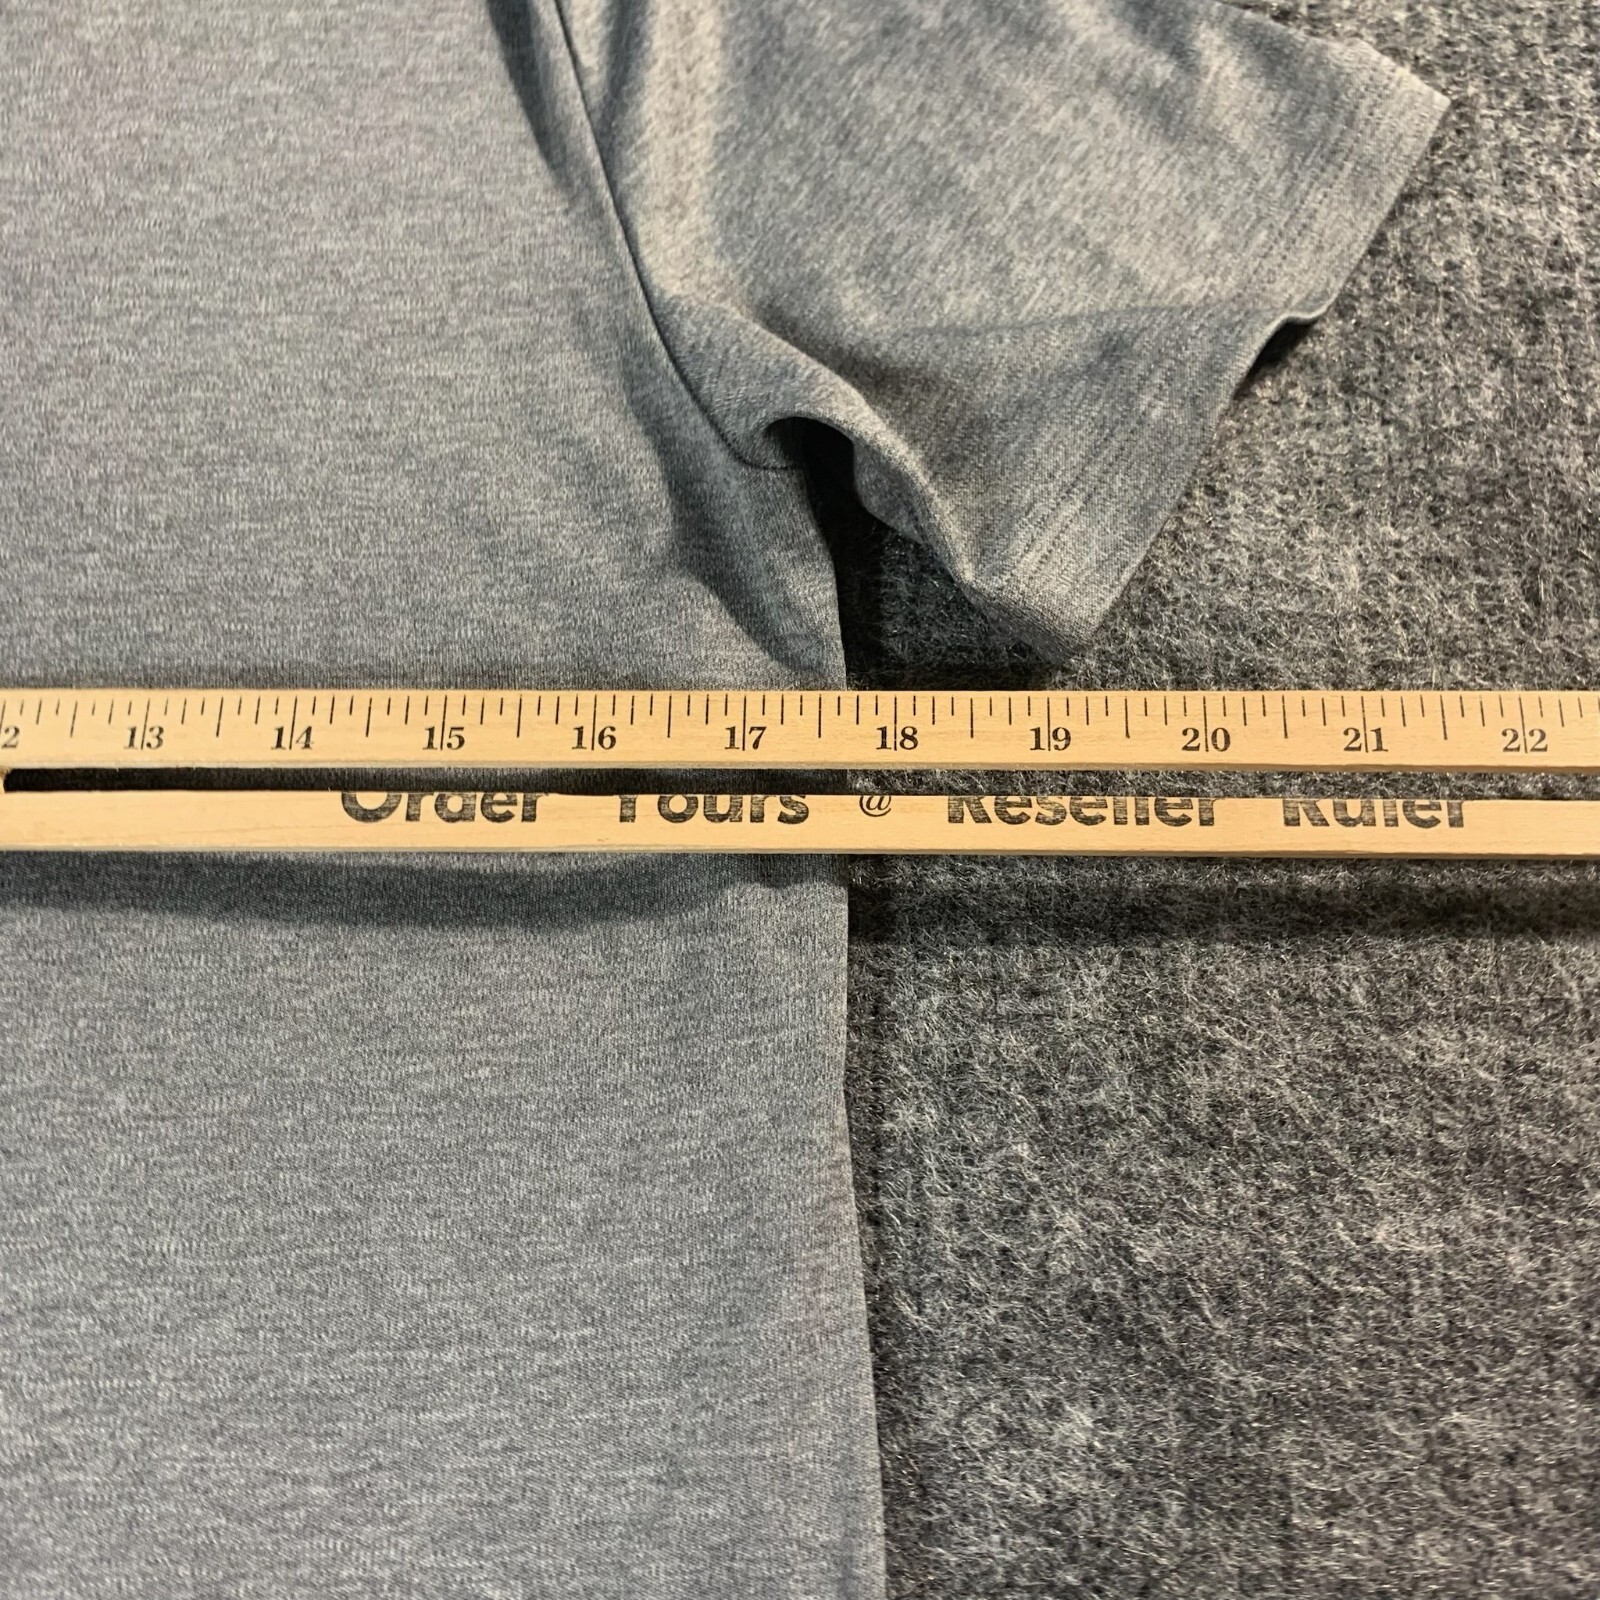 2 13 14 15 16 17 18 19 20 21 22
Order Yours @ Reseller Ruler